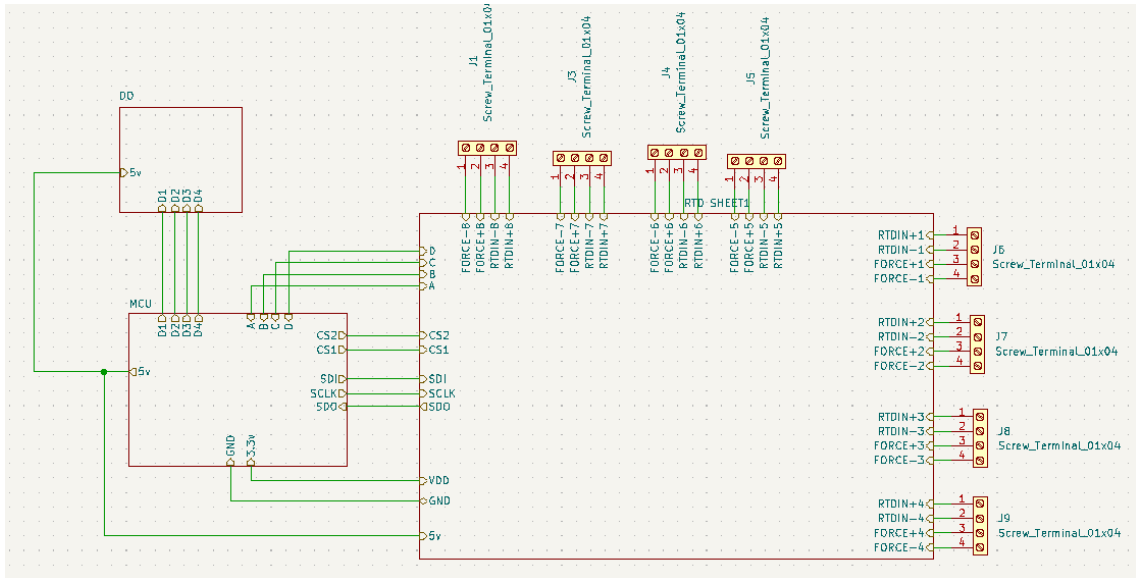 J1
Screw_Terminal_01x04
J3
Screw_Terminal_01x04
J4
Screw_Terminal_01x04
J5
Screw_Terminal_01x04
1 2 3 4
1 2 3 4
1 2 3 4
1 2 3 4
DO
5v
D1 D2 D3 D4
RTD SHEET1
FORCE-8 FORCE+8 RTDIN-8 RTDIN+8
FORCE-7 FORCE+7 RTDIN-7 RTDIN+7
FORCE-6 FORCE+6 RTDIN-6 RTDIN+6
FORCE-5 FORCE+5 RTDIN-5 RTDIN+5
D
C
B
A
MCU
D1 D2 D3 D4
A B C D
CS2
CS1
5v
SDI
SCLK
SDO
GND
3.3v
CS2
CS1
SDI
SCLK
SDO
VDD
GND
5v
RTDIN+1 1
RTDIN-1 2
FORCE+1 3
FORCE-1 4
J6
Screw_Terminal_01x04
RTDIN+2 1
RTDIN-2 2
FORCE+2 3
FORCE-2 4
J7
Screw_Terminal_01x04
RTDIN+3 1
RTDIN-3 2
FORCE+3 3
FORCE-3 4
J8
Screw_Terminal_01x04
RTDIN+4 1
RTDIN-4 2
FORCE+4 3
FORCE-4 4
J9
Screw_Terminal_01x04